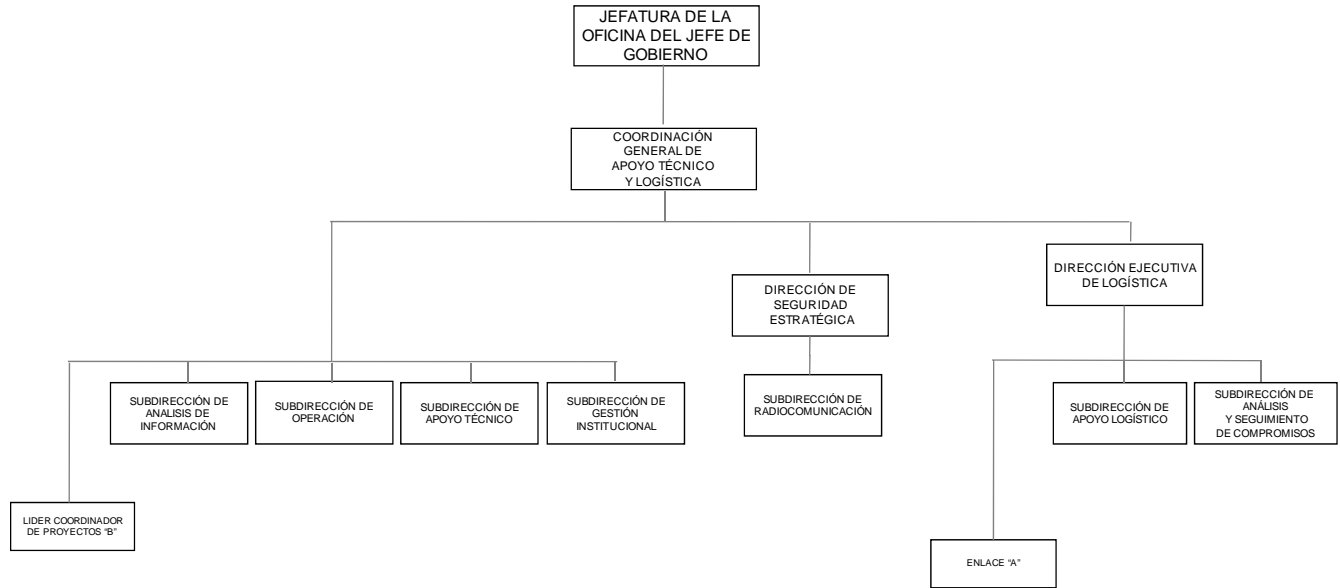 JEFATURA DE LA
OFICINA DEL JEFE DE
GOBIERNO
COORDINACIÓN
GENERAL DE
APOYO TÉCNICO
Y LOGÍSTICA
DIRECCIÓN DE
SEGURIDAD
ESTRATÉGICA
DIRECCIÓN EJECUTIVA
DE LOGÍSTICA
SUBDIRECCIÓN DE
ANALISIS DE
INFORMACIÓN
SUBDIRECCIÓN DE
OPERACIÓN
SUBDIRECCIÓN DE
APOYO TÉCNICO
SUBDIRECCIÓN DE
GESTIÓN
INSTITUCIONAL
SUBDIRECCIÓN DE
RADIOCOMUNICACIÓN
SUBDIRECCIÓN DE
APOYO LOGÍSTICO
SUBDIRECCIÓN DE
ANÁLISIS
Y SEGUIMIENTO
DE COMPROMISOS
LIDER COORDINADOR
DE PROYECTOS "B"
ENLACE "A"